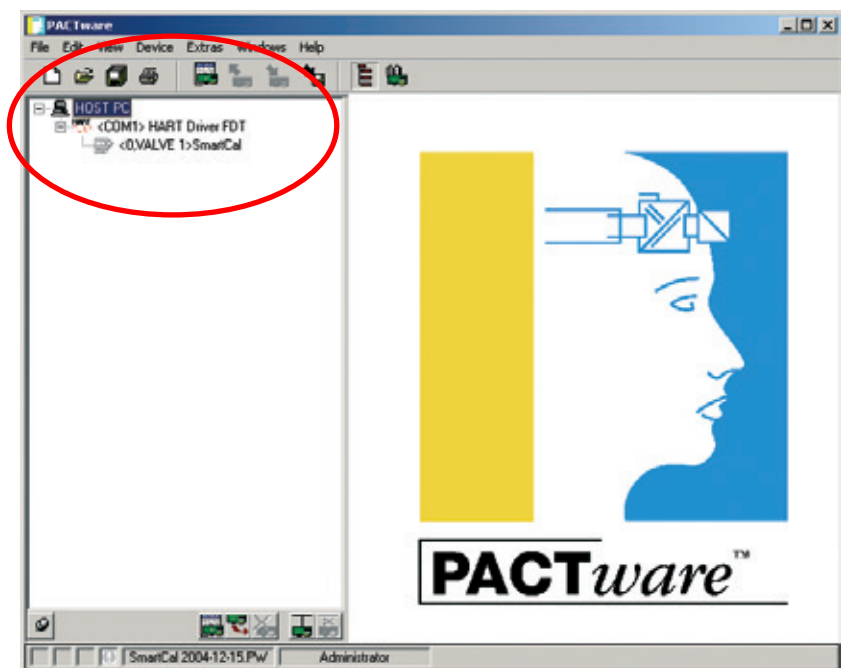 PACTware
File Edit View Device Extras Windows Help
HOST PC
<COM1> HART Driver FDT
<0,VALVE 1>SmartCal
PACTware™
SmartCal 2004-12-15.PW Administrator